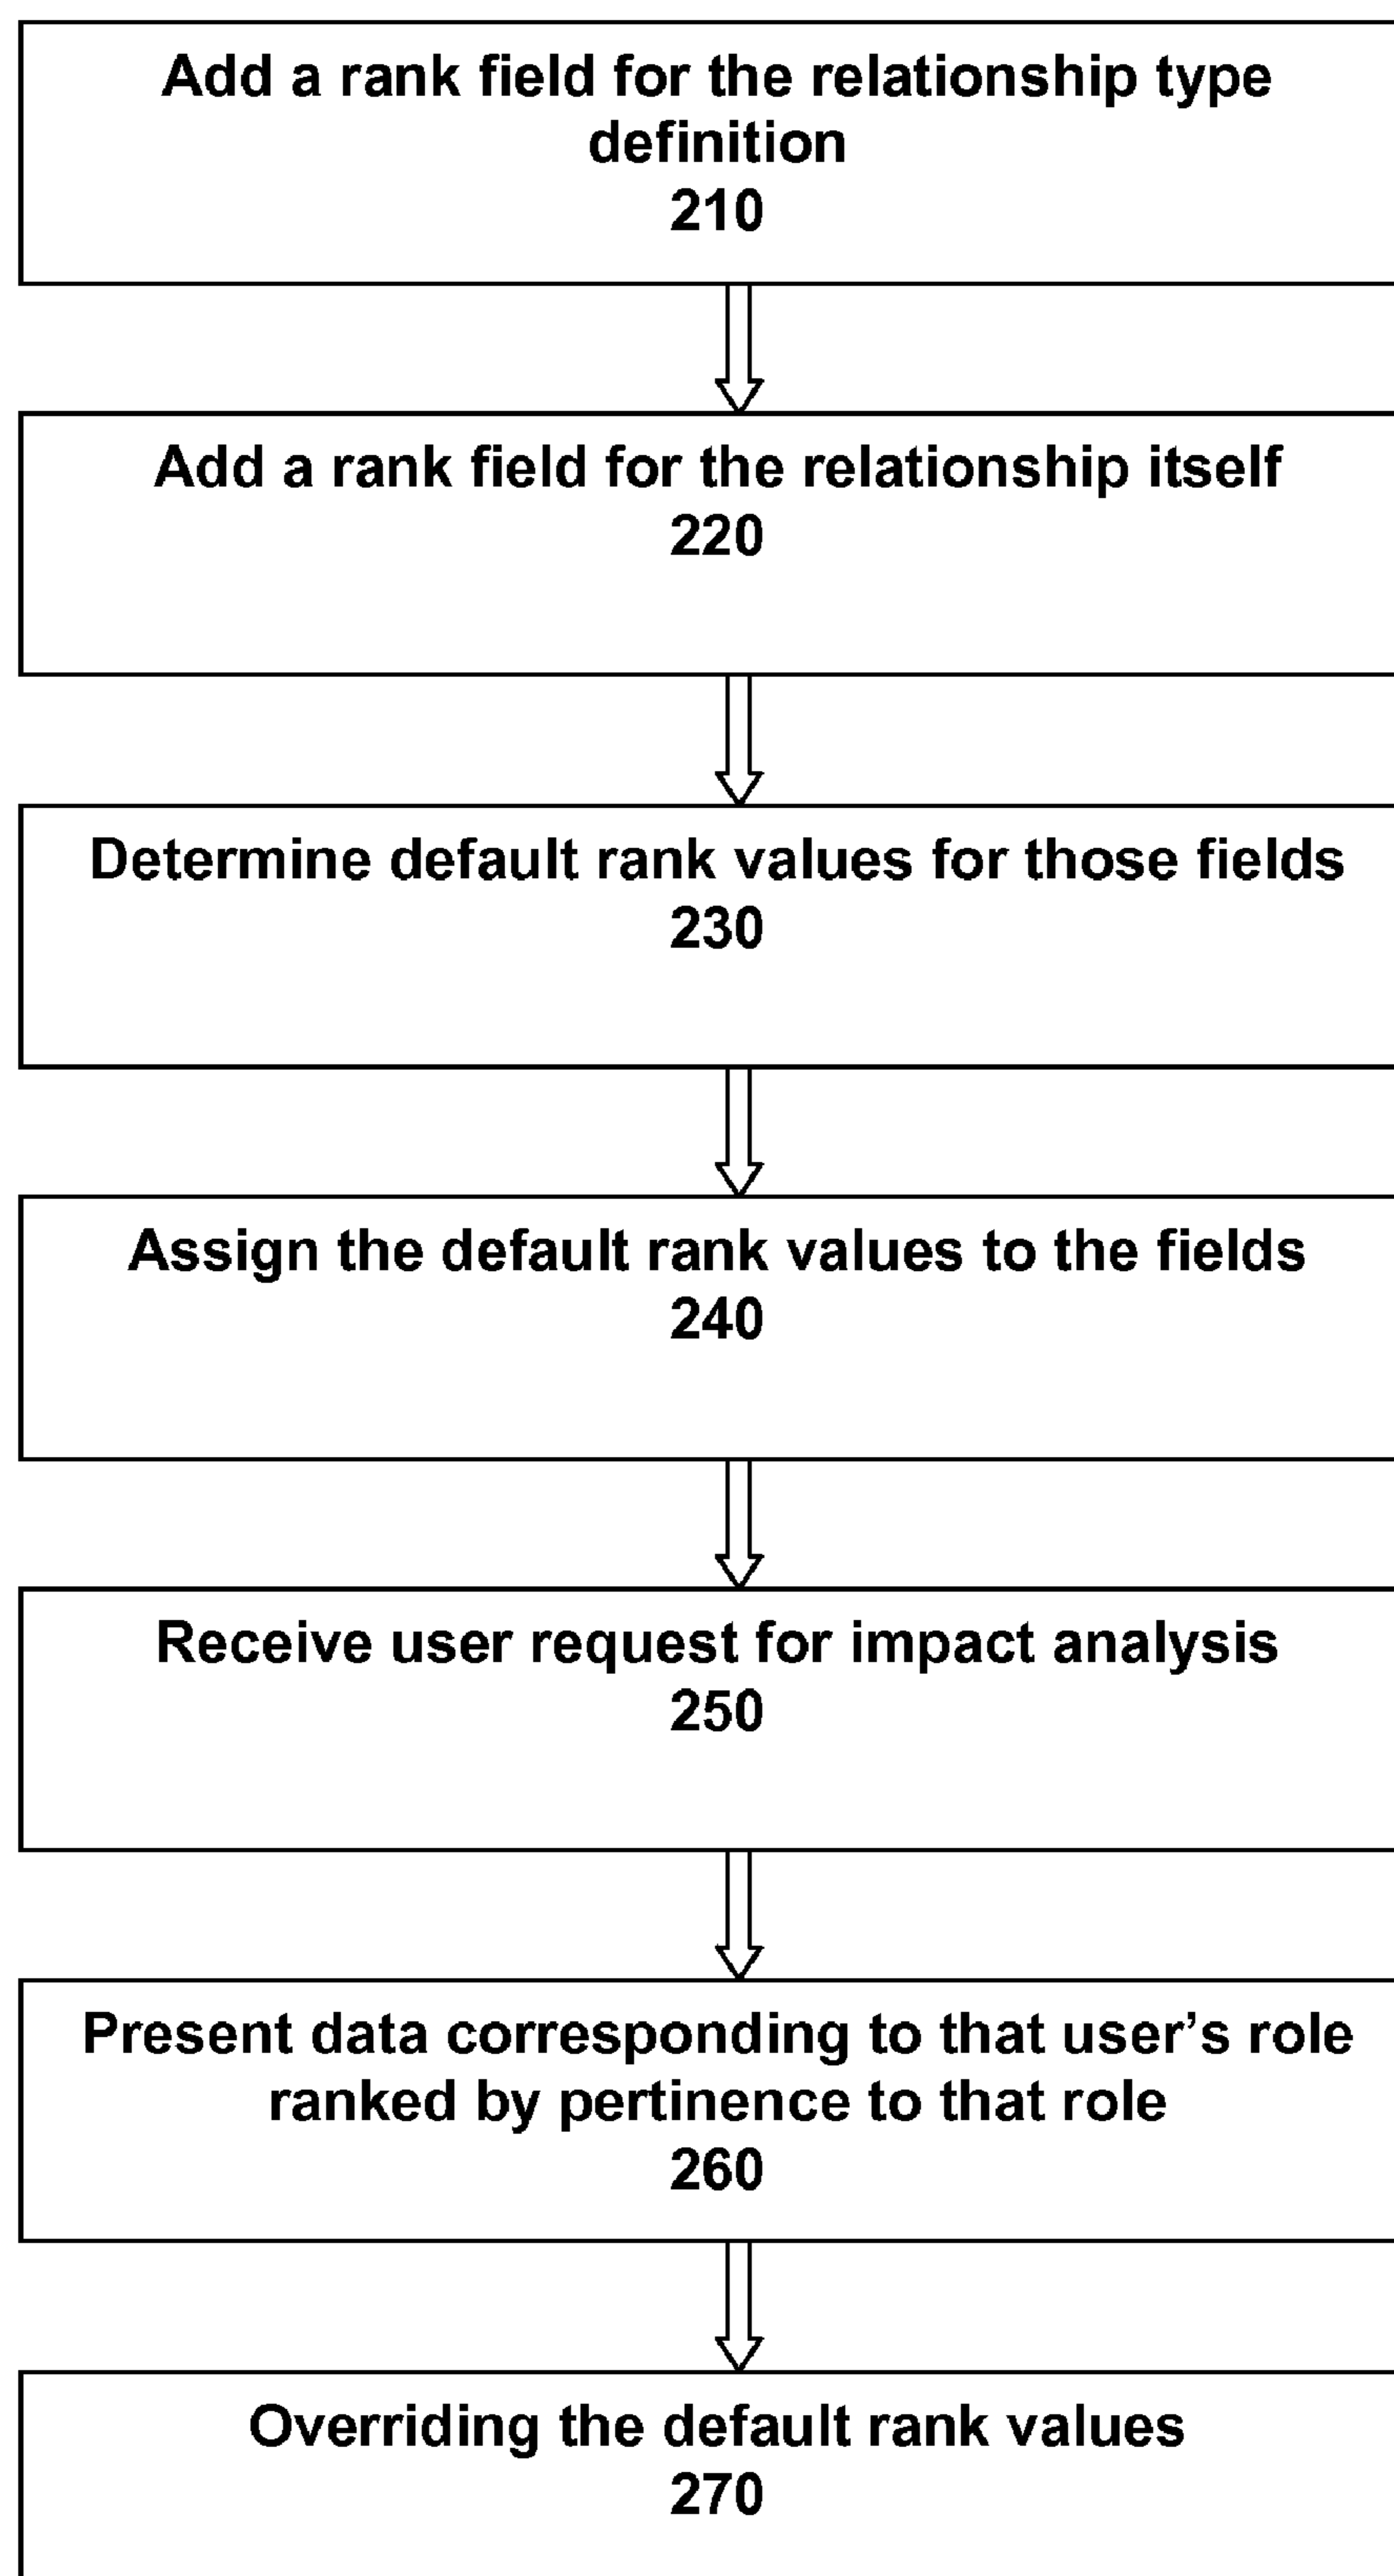 Add a rank field for the relationship type
definition
210
Add a rank field for the relationship itself
220
Determine default rank values for those fields
230
Assign the default rank values to the fields
240
Receive user request for impact analysis
250
Present data corresponding to that user’s role
ranked by pertinence to that role
260
Overriding the default rank values
270